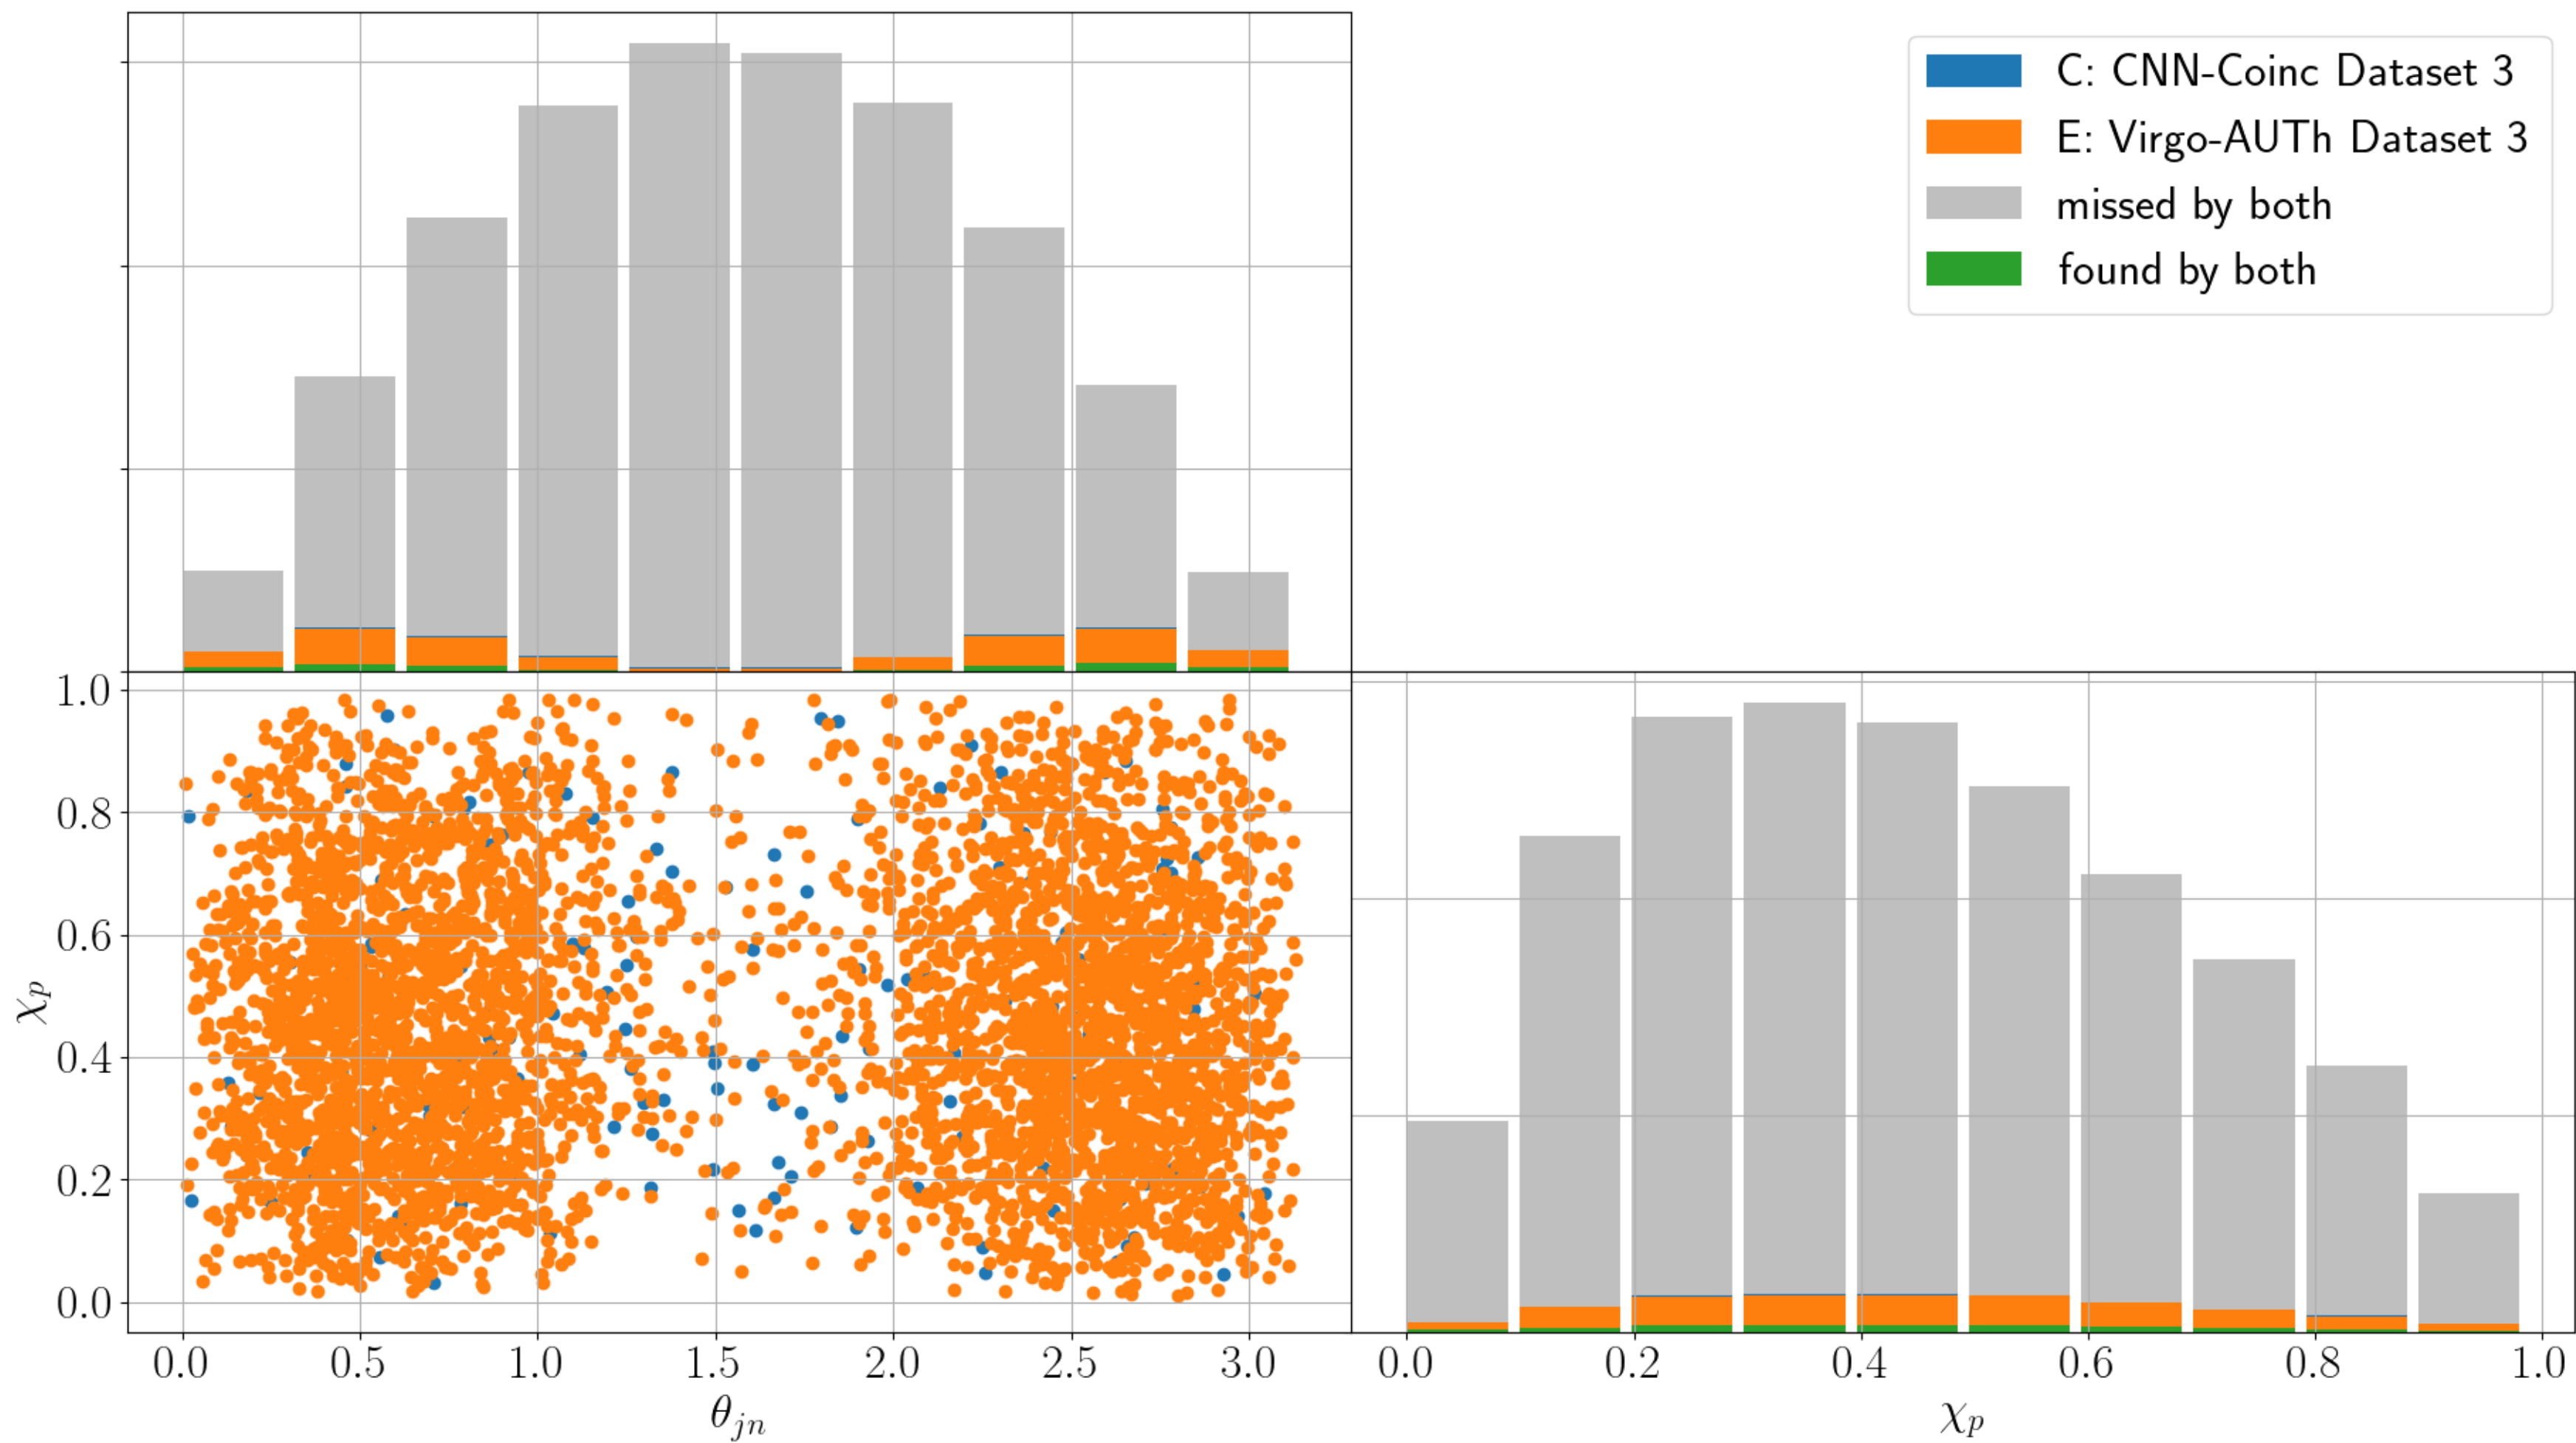 C: CNN-Coinc Dataset 3
E: Virgo-AUTh Dataset 3
missed by both
found by both
1.0
0.8
0.6
0.4
0.2
0.0
χp
0.0 0.5 1.0 1.5 2.0 2.5 3.0
θjn
0.0 0.2 0.4 0.6 0.8 1.0
χp